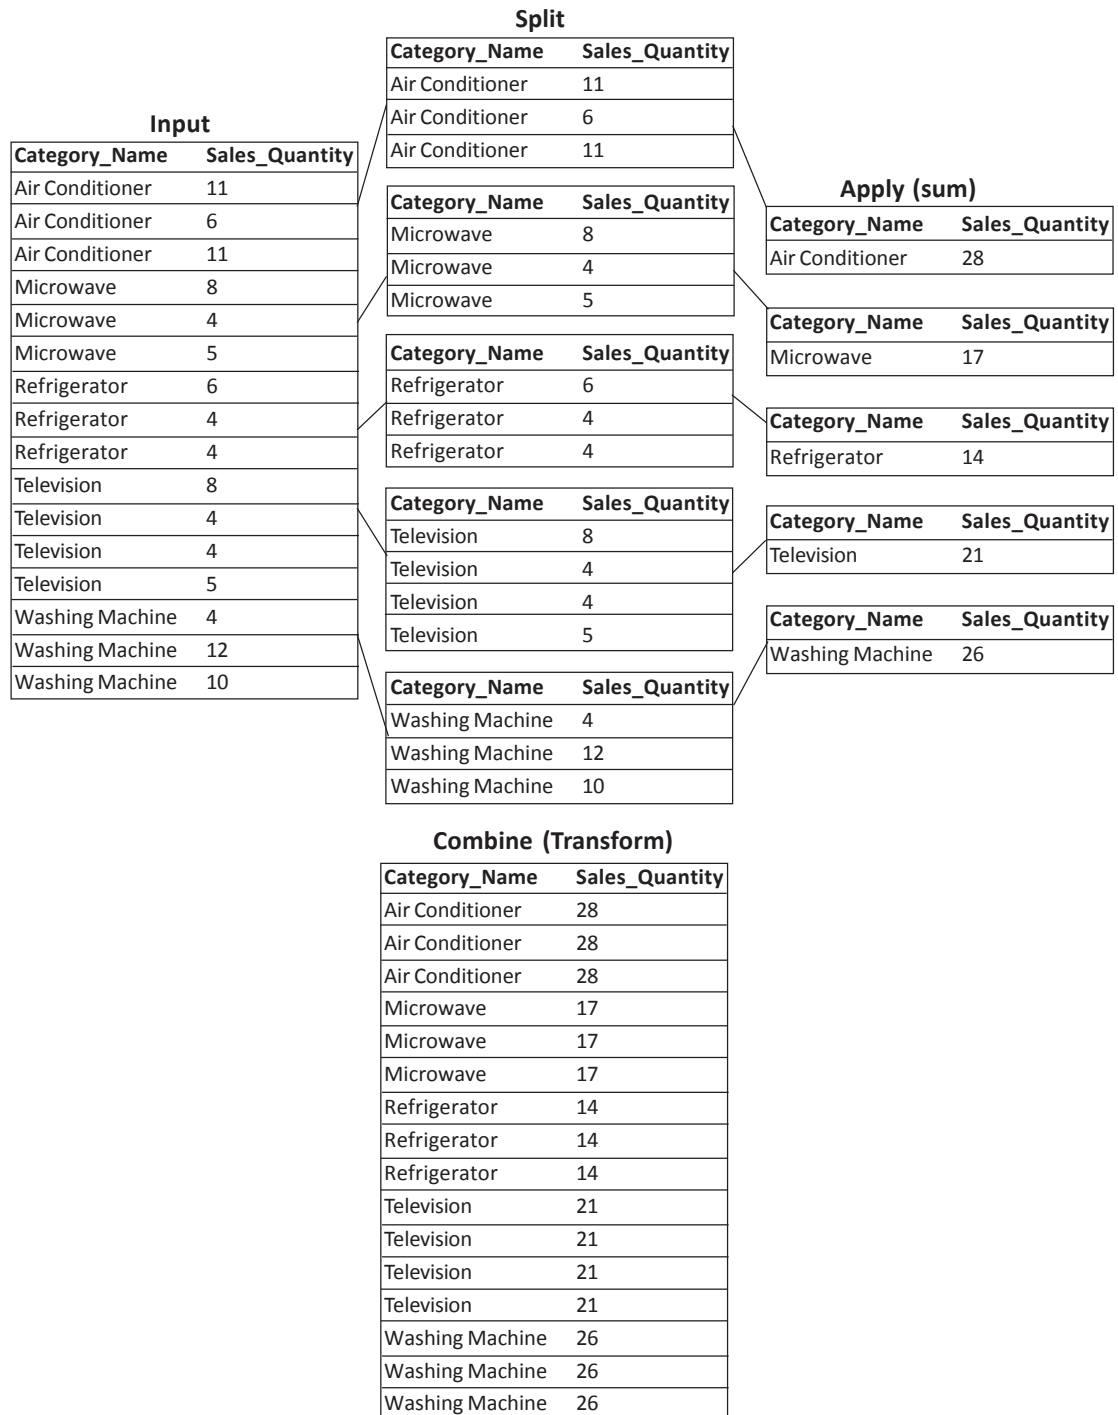 Input
Category_Name Sales_Quantity
Air Conditioner 11
Air Conditioner 6
Air Conditioner 11
Microwave 8
Microwave 4
Microwave 5
Refrigerator 6
Refrigerator 4
Refrigerator 4
Television 8
Television 4
Television 4
Television 5
Washing Machine 4
Washing Machine 12
Washing Machine 10
Split
Category_Name Sales_Quantity
Air Conditioner 11
Air Conditioner 6
Air Conditioner 11
Category_Name Sales_Quantity
Microwave 8
Microwave 4
Microwave 5
Category_Name Sales_Quantity
Refrigerator 6
Refrigerator 4
Refrigerator 4
Category_Name Sales_Quantity
Television 8
Television 4
Television 4
Television 5
Category_Name Sales_Quantity
Washing Machine 4
Washing Machine 12
Washing Machine 10
Apply (sum)
Category_Name Sales_Quantity
Air Conditioner 28
Category_Name Sales_Quantity
Microwave 17
Category_Name Sales_Quantity
Refrigerator 14
Category_Name Sales_Quantity
Television 21
Category_Name Sales_Quantity
Washing Machine 26
Combine (Transform)
Category_Name Sales_Quantity
Air Conditioner 28
Air Conditioner 28
Air Conditioner 28
Microwave 17
Microwave 17
Microwave 17
Refrigerator 14
Refrigerator 14
Refrigerator 14
Television 21
Television 21
Television 21
Television 21
Washing Machine 26
Washing Machine 26
Washing Machine 26